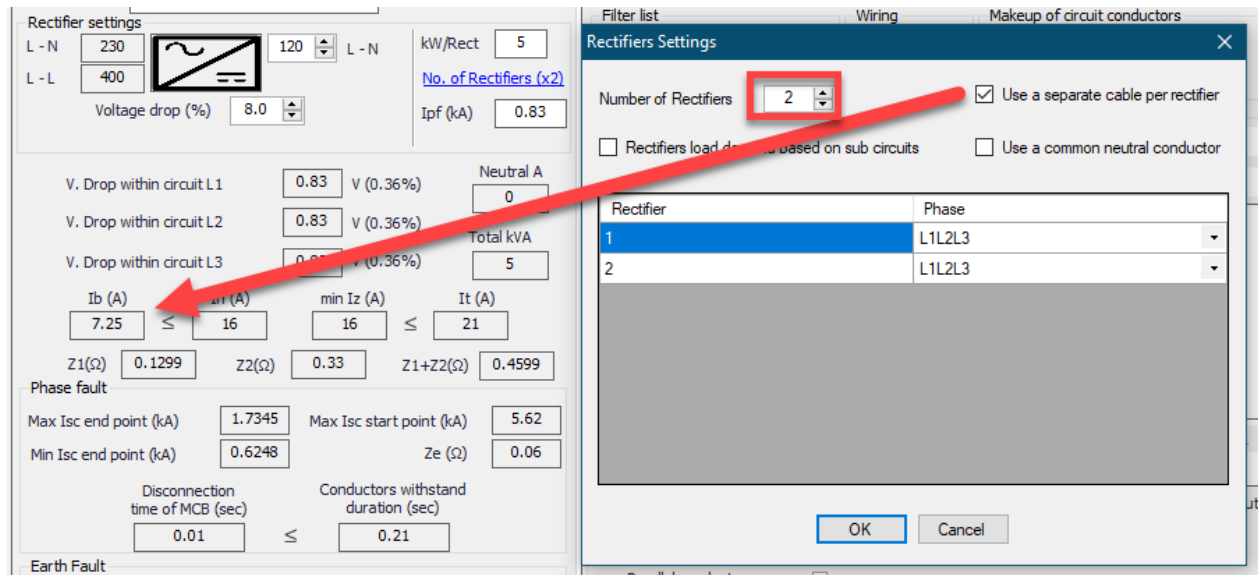 Rectifier settings
L - N 230 120 L - N kW/Rect 5
L - L 400 No. of Rectifiers (x2)
Voltage drop (%) 8.0 Ipf (kA) 0.83
V. Drop within circuit L1 0.83 V (0.36%) Neutral A
0
V. Drop within circuit L2 0.83 V (0.36%)
Total kVA
V. Drop within circuit L3 V (0.36%) 5
Ib (A) (A) min Iz (A) It (A)
7.25 ≤ 16 16 ≤ 21
Z1(Ω) 0.1299 Z2(Ω) 0.33 Z1+Z2(Ω) 0.4599
Phase fault
Max Isc end point (kA) 1.7345 Max Isc start point (kA) 5.62
Min Isc end point (kA) 0.6248 Ze (Ω) 0.06
Disconnection Conductors withstand
time of MCB (sec) duration (sec)
0.01 ≤ 0.21
Earth Fault
Filter list Wiring Makeup of circuit conductors
Rectifiers Settings
Number of Rectifiers 2 Use a separate cable per rectifier
Rectifiers load based on sub circuits Use a common neutral conductor
Rectifier Phase
1 L1L2L3
2 L1L2L3
OK Cancel